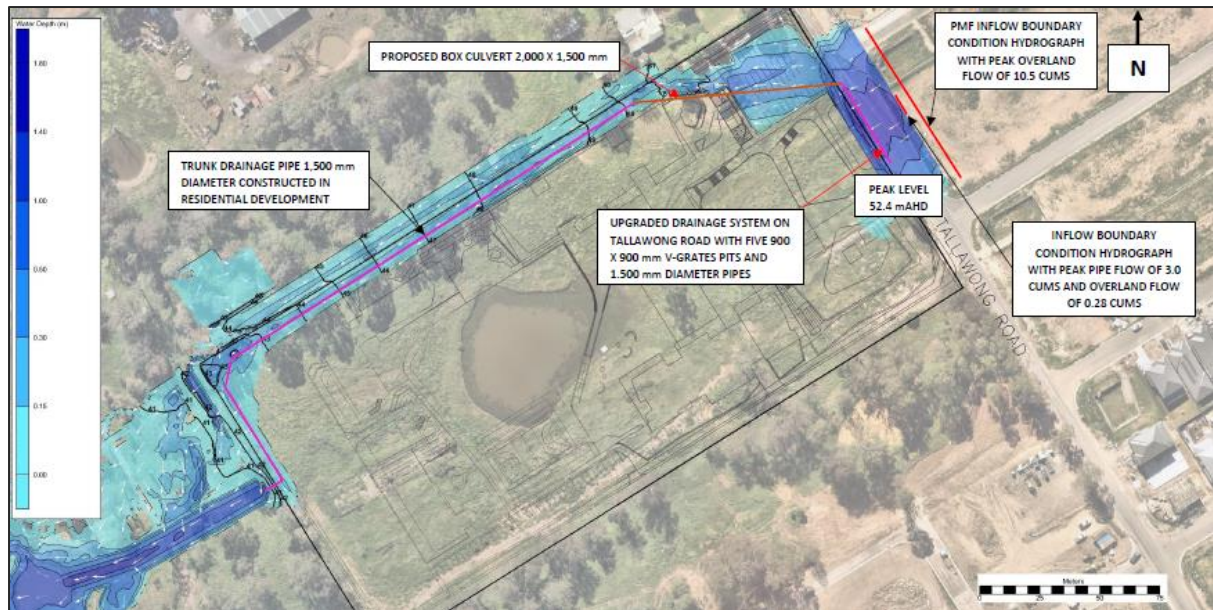 Water Depth (m)
1.80
1.40
1.00
0.60
0.30
0.15
0.00
PROPOSED BOX CULVERT 2,000 X 1,500 mm
PMF INFLOW BOUNDARY
CONDITION HYDROGRAPH
WITH PEAK OVERLAND
FLOW OF 10.5 CUMS
N
TRUNK DRAINAGE PIPE 1,500 mm
DIAMETER CONSTRUCTED IN
RESIDENTIAL DEVELOPMENT
PEAK LEVEL
52.4 mAHD
UPGRADED DRAINAGE SYSTEM ON
TALLAWONG ROAD WITH FIVE 900
X 900 mm V-GRATES PITS AND
1.500 mm DIAMETER PIPES
INFLOW BOUNDARY
CONDITION HYDROGRAPH
WITH PEAK PIPE FLOW OF 3.0
CUMS AND OVERLAND FLOW
OF 0.28 CUMS
TALLAWONG ROAD
Meters
0 25 50 75